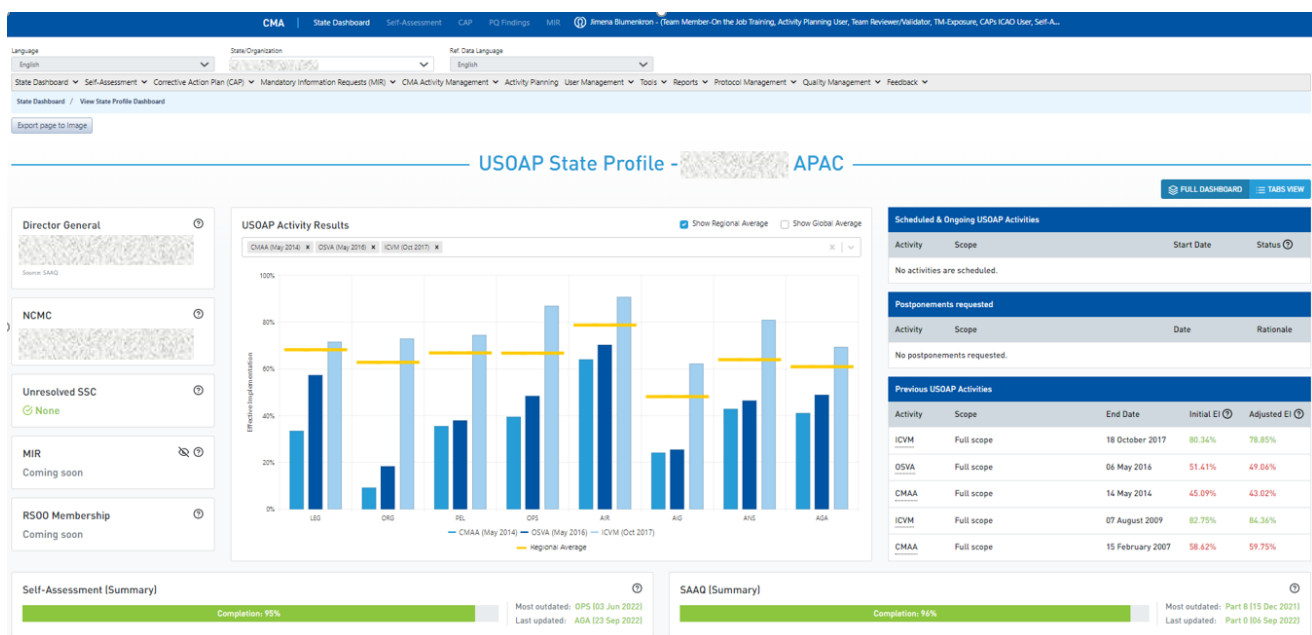 CMA | State Dashboard Self-Assessment CAP PQ Findings MIR Jimena Blumenkron - (Team Member-On the Job Training, Activity Planning User, Team Reviewer/Validator, TM-Exposure, CAPs ICAO User, Self-A...
Language State/Organization Ref. Data Language
English English
State Dashboard Self-Assessment Corrective Action Plan (CAP) Mandatory Information Requests (MIR) CMA Activity Management Activity Planning User Management Tools Reports Protocol Management Quality Management Feedback
State Dashboard / View State Profile Dashboard
Export page to Image
USOAP State Profile - APAC
FULL DASHBOARD TABS VIEW
Director General
Source: SAAQ
NCMC
Unresolved SSC
None
MIR
Coming soon
RSOO Membership
Coming soon
USOAP Activity Results
Show Regional Average Show Global Average
CMAA (May 2014) x OSVA (May 2016) x ICVM (Oct 2017) x
Effective Implementation
100%
80%
60%
40%
20%
0%
LEG ORG PEL OPS AIR AIG ANS AGA
CMAA (May 2014) OSVA (May 2016) ICVM (Oct 2017)
Regional Average
Scheduled & Ongoing USOAP Activities
Activity Scope Start Date Status
No activities are scheduled.
Postponements requested
Activity Scope Date Rationale
No postponements requested.
Previous USOAP Activities
Activity Scope End Date Initial EI Adjusted EI
ICVM Full scope 18 October 2017 80.34% 78.85%
OSVA Full scope 06 May 2016 51.41% 49.06%
CMAA Full scope 14 May 2014 45.09% 43.02%
ICVM Full scope 07 August 2009 82.75% 84.36%
CMAA Full scope 15 February 2007 58.62% 59.75%
Self-Assessment (Summary)
Completion: 95%
Most outdated: OPS (03 Jun 2022)
Last updated: AGA (23 Sep 2022)
SAAQ (Summary)
Completion: 96%
Most outdated: Part 8 (15 Dec 2021)
Last updated: Part 0 (06 Sep 2022)